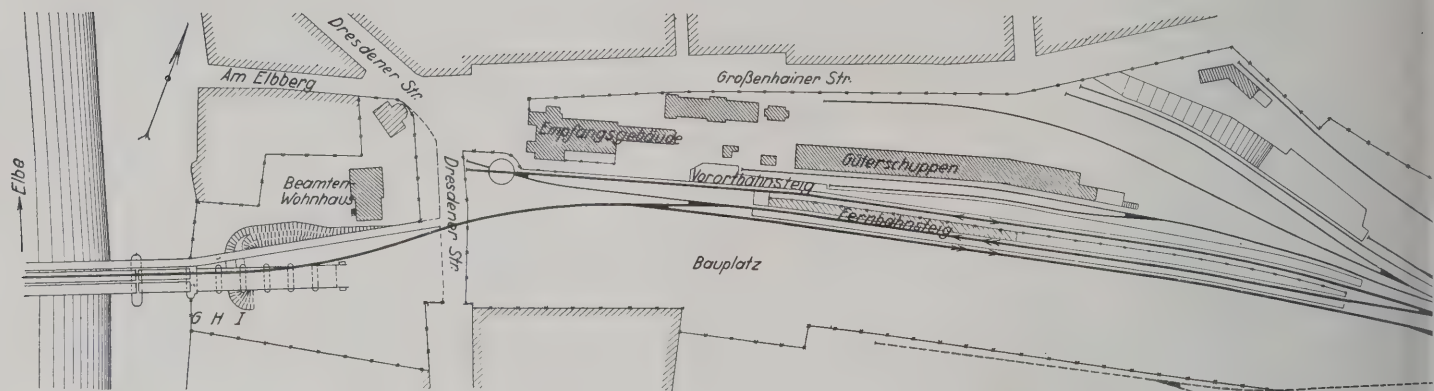 Dresdener Str.
Am Elbberg
Großenhainer Str.
Empfangsgebäude
Güterschuppen
Elbe
Beamten-
Wohnhaus
Dresdener Str.
Vorortbahnsteig
Fernbahnsteig
Bauplatz
G H I